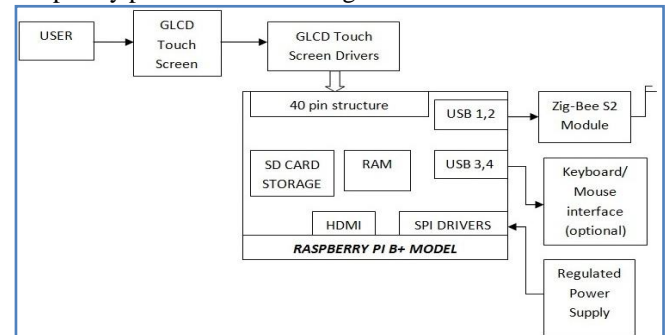 USER
GLCD
Touch
Screen
GLCD Touch
Screen Drivers
40 pin structure
USB 1,2
Zig-Bee S2
Module
SD CARD
STORAGE
RAM
USB 3,4
Keyboard/
Mouse
interface
(optional)
HDMI
SPI DRIVERS
RASPBERRY PI B+ MODEL
Regulated
Power
Supply